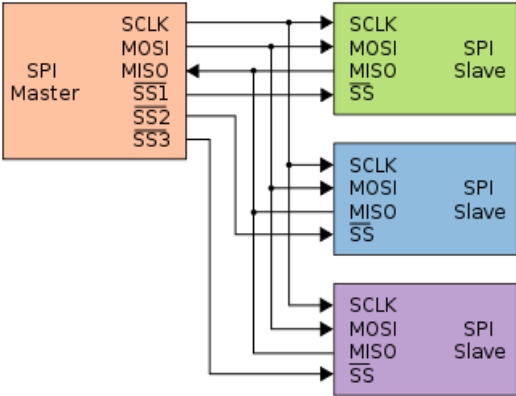 SCLK
MOSI
MISO
SS1
SS2
SS3
SPI
Master
SCLK
MOSI
MISO
SS
SPI
Slave
SCLK
MOSI
MISO
SS
SPI
Slave
SCLK
MOSI
MISO
SS
SPI
Slave